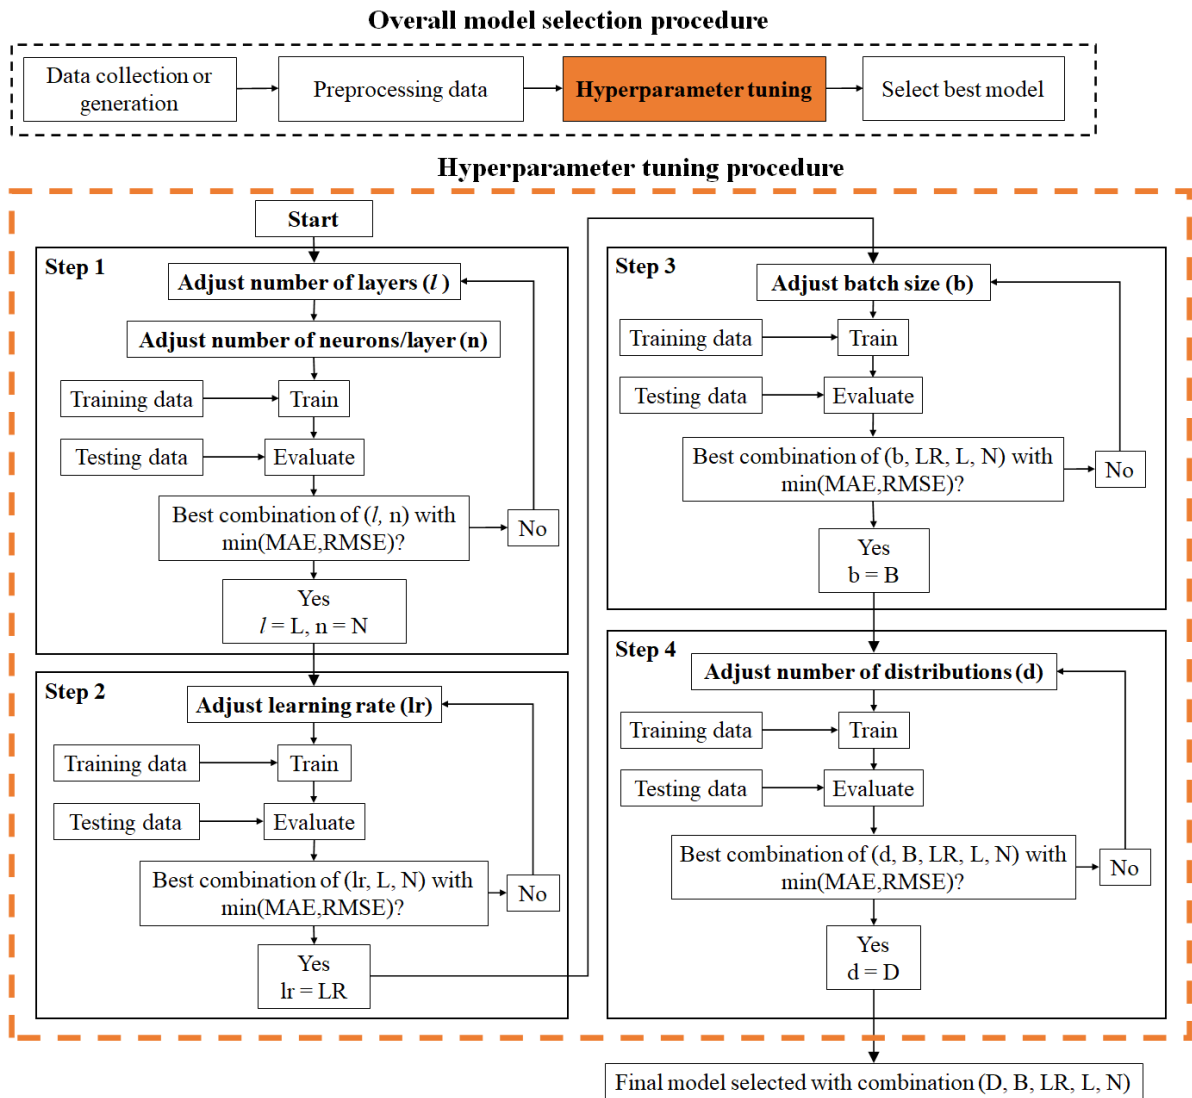 Overall model selection procedure
Data collection or
generation
Preprocessing data
Hyperparameter tuning
Select best model
Hyperparameter tuning procedure
Start
Step 1
Adjust number of layers (l )
Adjust number of neurons/layer (n)
Training data
Train
Testing data
Evaluate
Best combination of (l, n) with
min(MAE,RMSE)?
No
Yes
l = L, n = N
Step 2
Adjust learning rate (lr)
Training data
Train
Testing data
Evaluate
Best combination of (lr, L, N) with
min(MAE,RMSE)?
No
Yes
lr = LR
Step 3
Adjust batch size (b)
Training data
Train
Testing data
Evaluate
Best combination of (b, LR, L, N) with
min(MAE,RMSE)?
No
Yes
b = B
Step 4
Adjust number of distributions (d)
Training data
Train
Testing data
Evaluate
Best combination of (d, B, LR, L, N) with
min(MAE,RMSE)?
No
Yes
d = D
Final model selected with combination (D, B, LR, L, N)